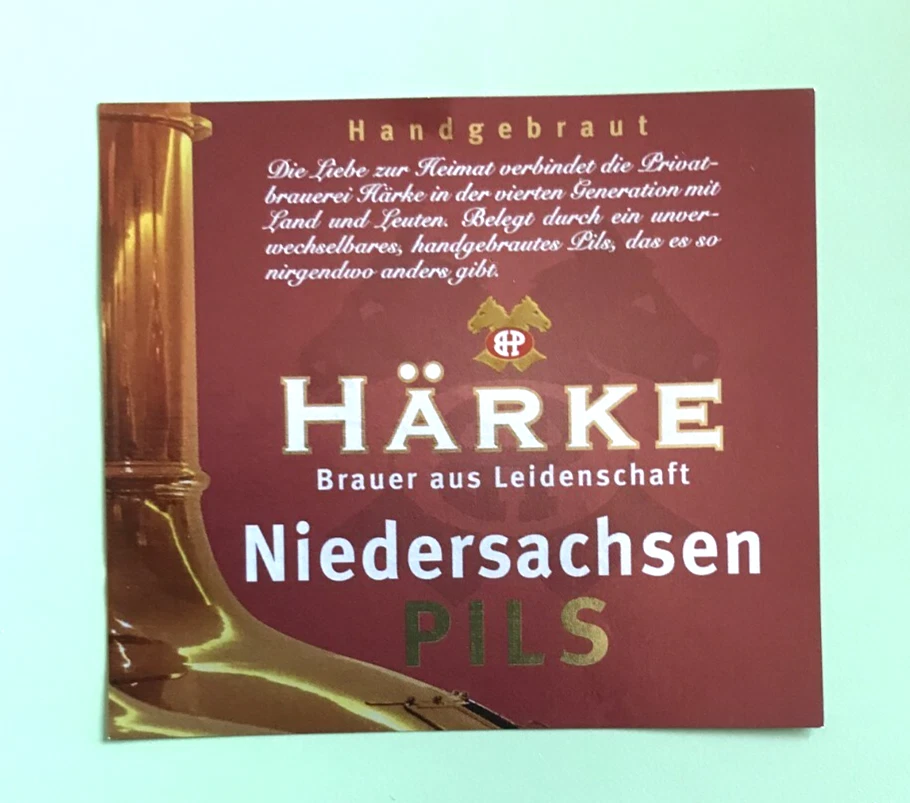 Handgebraut
Die Liebe zur Heimat verbindet die Privat-
brauerei Härke in der vierten Generation mit
Land und Leuten. Belegt durch ein unver-
wechselbares, handgebrautes Pils, das es so
nirgendwo anders gibt.
BHP
HÄRKE
Brauer aus Leidenschaft
Niedersachsen
PILS